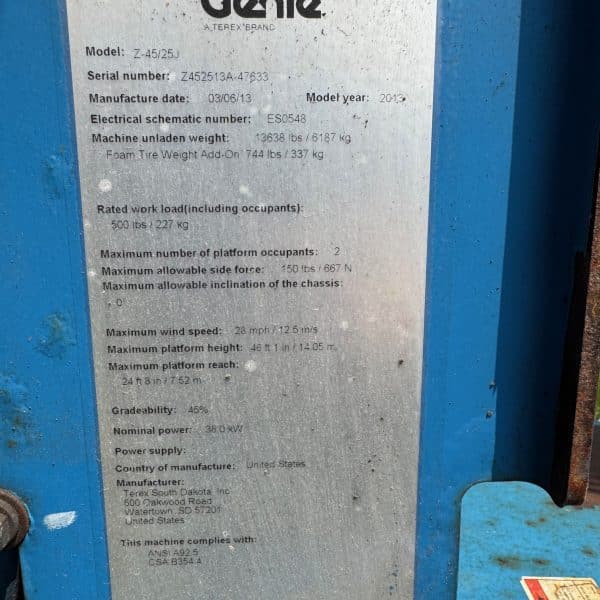 Genie
A TEREX BRAND
Model: Z-45/25J
Serial number: Z452513A-47633
Manufacture date: 03/06/13 Model year: 2013
Electrical schematic number: ES0548
Machine unladen weight: 13638 lbs / 6187 kg
Foam Tire Weight Add-On 744 lbs / 337 kg
Rated work load(including occupants):
500 lbs / 227 kg
Maximum number of platform occupants: 2
Maximum allowable side force: 150 lbs / 667 N
Maximum allowable inclination of the chassis:
0°
Maximum wind speed: 28 mph / 12.5 m/s
Maximum platform height: 46 ft 1 in / 14.05 m
Maximum platform reach:
24 ft 8 in / 7.52 m
Gradeability: 45%
Nominal power: 38.0 kW
Power supply:
Country of manufacture: United States
Manufacturer:
Terex South Dakota, Inc
500 Oakwood Road
Watertown, SD 57201
United States
This machine complies with:
ANSI A92.5
CSA B354.4